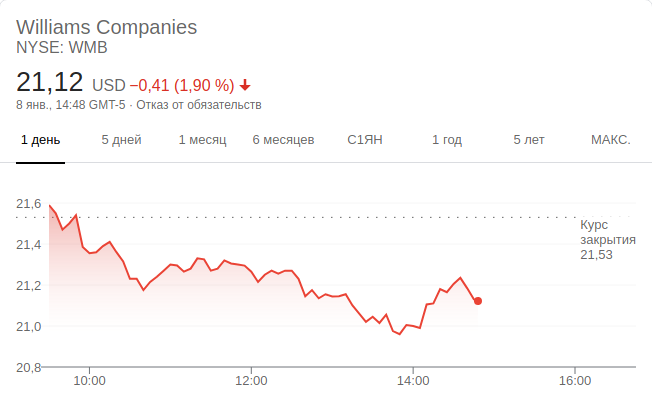 Williams Companies
NYSE: WMB
21,12 USD −0,41 (1,90 %)
8 янв., 14:48 GMT-5 · Отказ от обязательств
1 день 5 дней 1 месяц 6 месяцев С1ЯН 1 год 5 лет МАКС.
21,6
21,4
21,2
21,0
20,8
Курс
закрытия
21,53
10:00 12:00 14:00 16:00